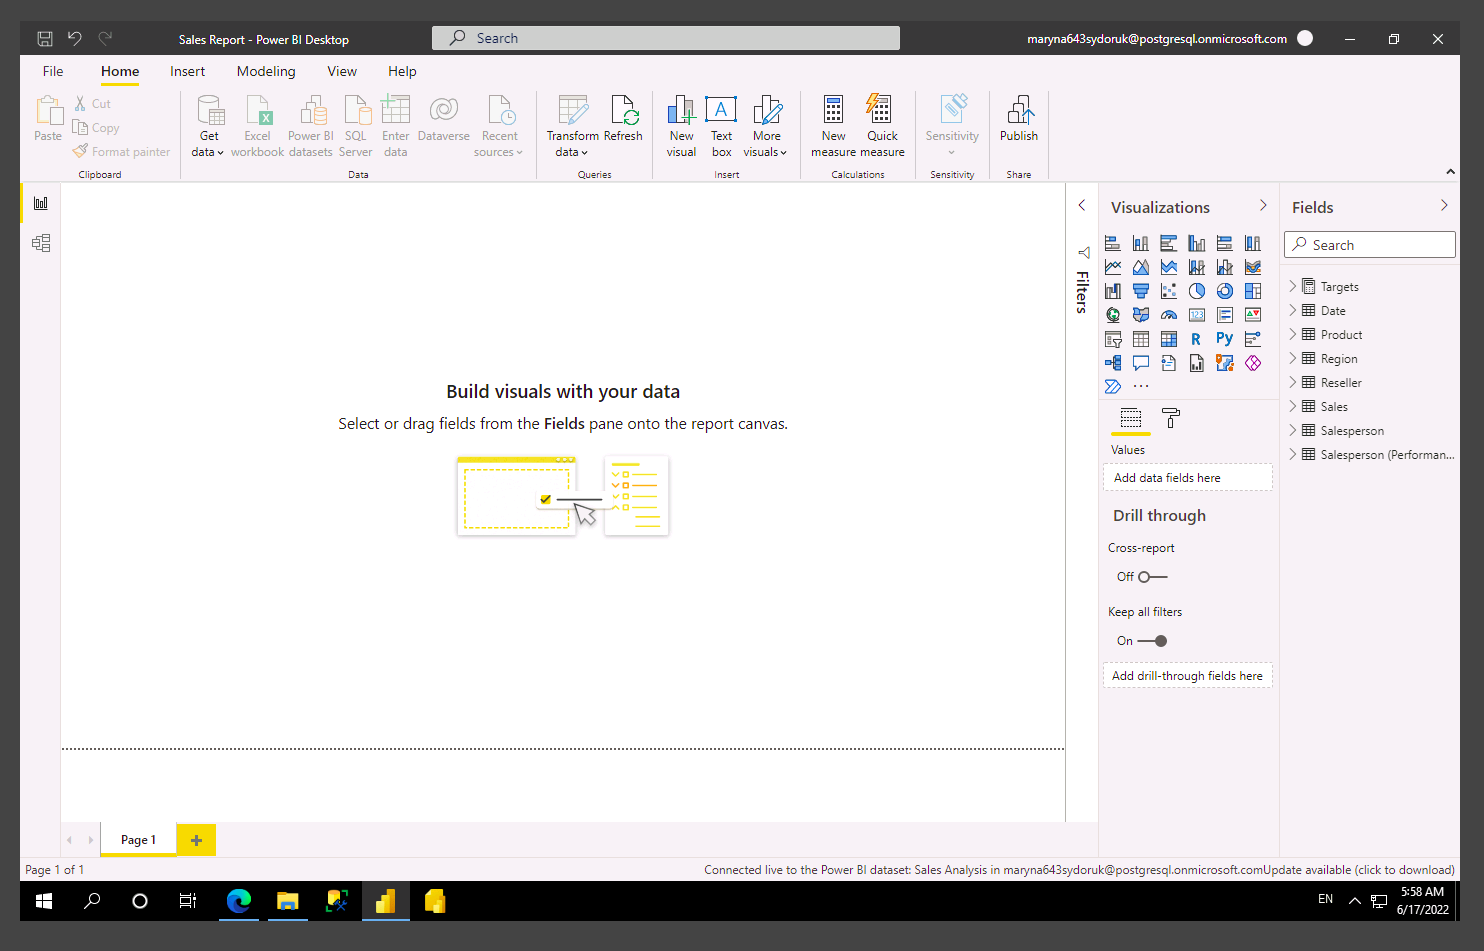 Sales Report - Power BI Desktop
Search
maryna643sydoruk@postgresql.onmicrosoft.com
File Home Insert Modeling View Help
Paste
Cut
Copy
Format painter
Clipboard
Get data
Excel workbook
Power BI datasets
SQL Server
Enter data
Dataverse
Recent sources
Data
Transform data
Refresh
Queries
New visual
Text box
More visuals
Insert
New measure
Quick measure
Calculations
Sensitivity
Sensitivity
Publish
Share
Build visuals with your data
Select or drag fields from the Fields pane onto the report canvas.
Filters
Visualizations
123
R
Py
Values
Add data fields here
Drill through
Cross-report
Off
Keep all filters
On
Add drill-through fields here
Fields
Search
Targets
Date
Product
Region
Reseller
Sales
Salesperson
Salesperson (Performan...
Page 1
Page 1 of 1
Connected live to the Power BI dataset: Sales Analysis in maryna643sydoruk@postgresql.onmicrosoft.comUpdate available (click to download)
EN
5:58 AM
6/17/2022